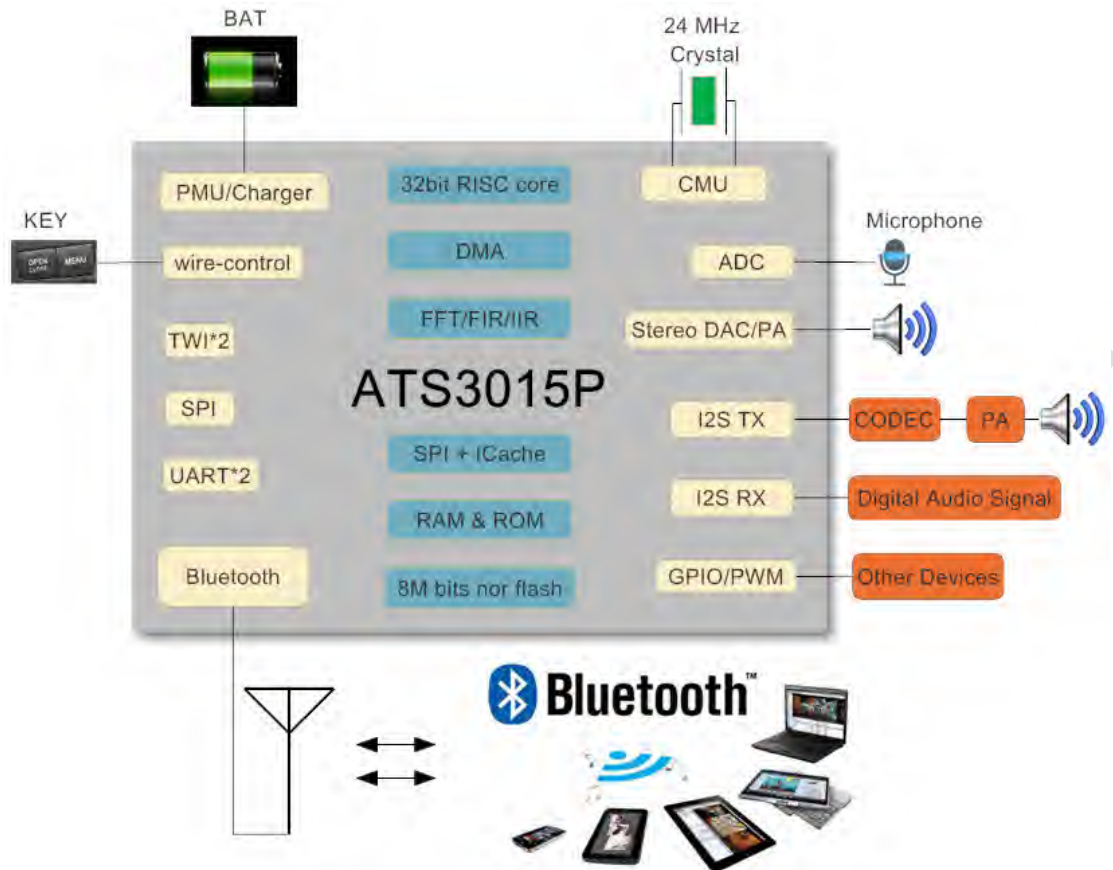 BAT
24 MHz
Crystal
PMU/Charger
32bit RISC core
CMU
KEY
OPEN
CLOSE
MENU
wire-control
DMA
ADC
Microphone
TWI*2
FFT/FIR/IIR
Stereo DAC/PA
ATS3015P
SPI
I2S TX
CODEC
PA
UART*2
SPI + ICache
I2S RX
Digital Audio Signal
RAM & ROM
Bluetooth
8M bits nor flash
GPIO/PWM
Other Devices
Bluetooth™